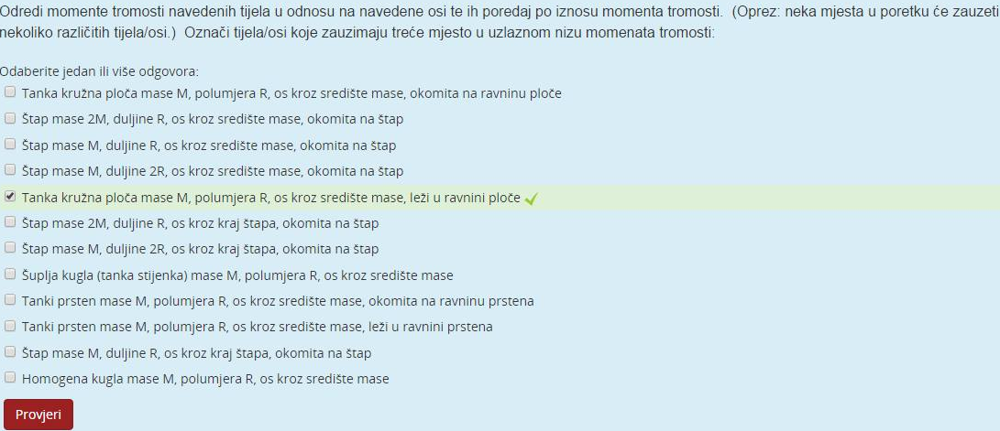 Odredi momente tromosti navedenih tijela u odnosu na navedene osi te ih poredaj po iznosu momenta tromosti. (Oprez: neka mjesta u poretku će zauzeti
nekoliko različitih tijela/osi.) Označi tijela/osi koje zauzimaju treće mjesto u uzlaznom nizu momenata tromosti:
Odaberite jedan ili više odgovora:
Tanka kružna ploča mase M, polumjera R, os kroz središte mase, okomita na ravninu ploče
Štap mase 2M, duljine R, os kroz središte mase, okomita na štap
Štap mase M, duljine R, os kroz središte mase, okomita na štap
Štap mase M, duljine 2R, os kroz središte mase, okomita na štap
Tanka kružna ploča mase M, polumjera R, os kroz središte mase, leži u ravnini ploče
Štap mase 2M, duljine R, os kroz kraj štapa, okomita na štap
Štap mase M, duljine 2R, os kroz kraj štapa, okomita na štap
Šuplja kugla (tanka stijenka) mase M, polumjera R, os kroz središte mase
Tanki prsten mase M, polumjera R, os kroz središte mase, okomita na ravninu prstena
Tanki prsten mase M, polumjera R, os kroz središte mase, leži u ravnini prstena
Štap mase M, duljine R, os kroz kraj štapa, okomita na štap
Homogena kugla mase M, polumjera R, os kroz središte mase
Provjeri